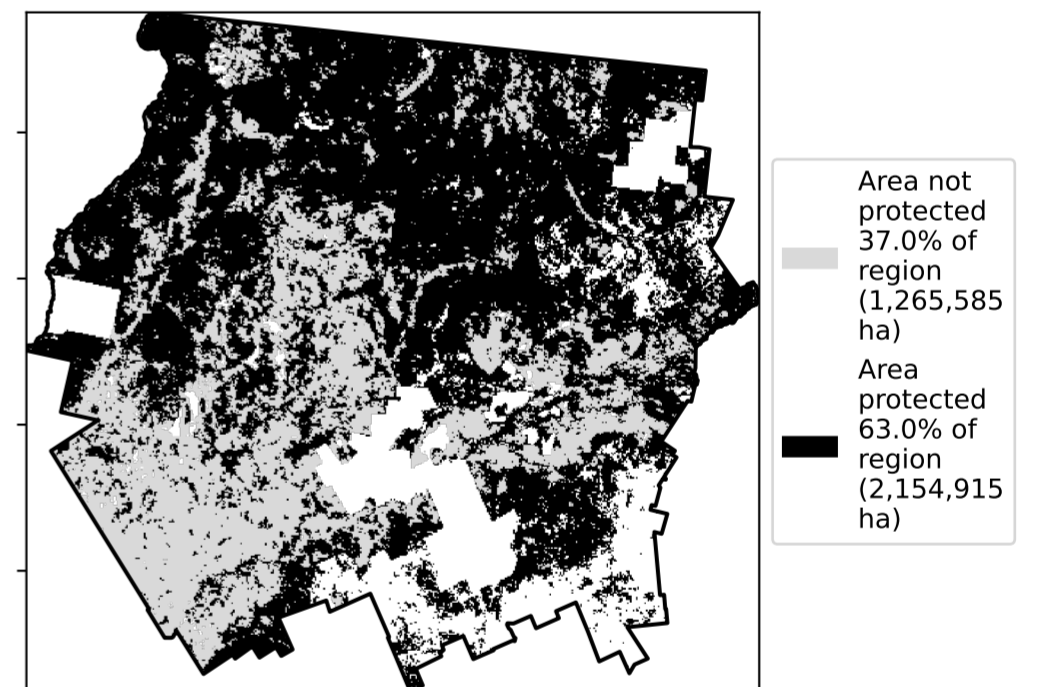 Area not
protected
37.0% of
region
(1,265,585
ha)
Area
protected
63.0% of
region
(2,154,915
ha)